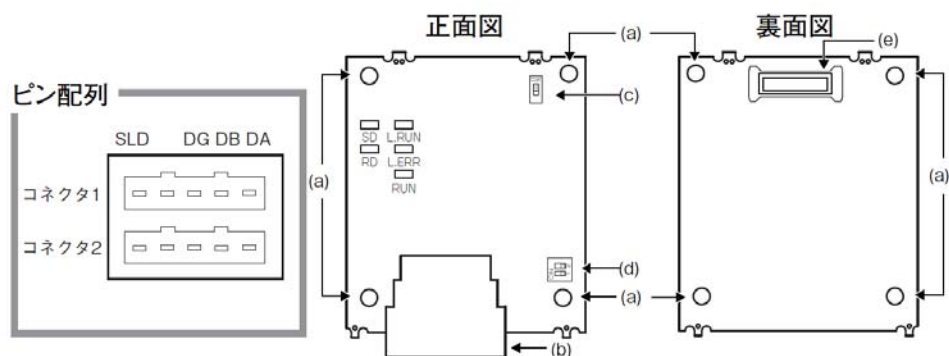 正面図
裏面図
(a)
(e)
ピン配列
(c)
SLD DG DB DA
SD L.RUN
(a)
(a)
コネクタ1
RD L.ERR
RUN
コネクタ2
(d)
(a)
(b)